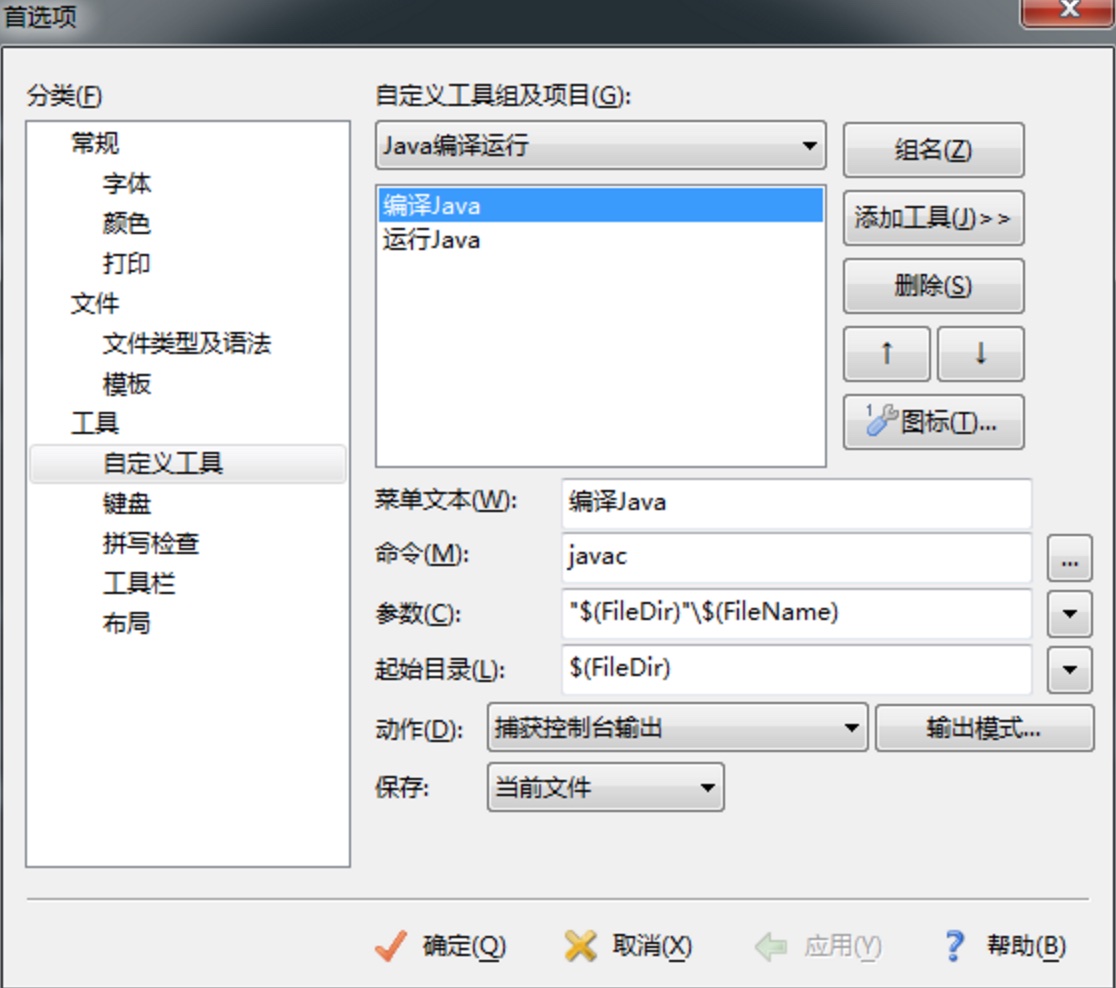 首选项
分类(F)
常规
字体
颜色
打印
文件
文件类型及语法
模板
工具
自定义工具
键盘
拼写检查
工具栏
布局
自定义工具组及项目(G):
Java编译运行
组名(Z)
编译Java
运行Java
添加工具(J)>>
删除(S)
↑ ↓
图标(T)...
菜单文本(W): 编译Java
命令(M): javac ...
参数(C): "$(FileDir)"\$(FileName)
起始目录(L): $(FileDir)
动作(D): 捕获控制台输出 输出模式...
保存: 当前文件
确定(Q) 取消(X) 应用(Y) 帮助(B)